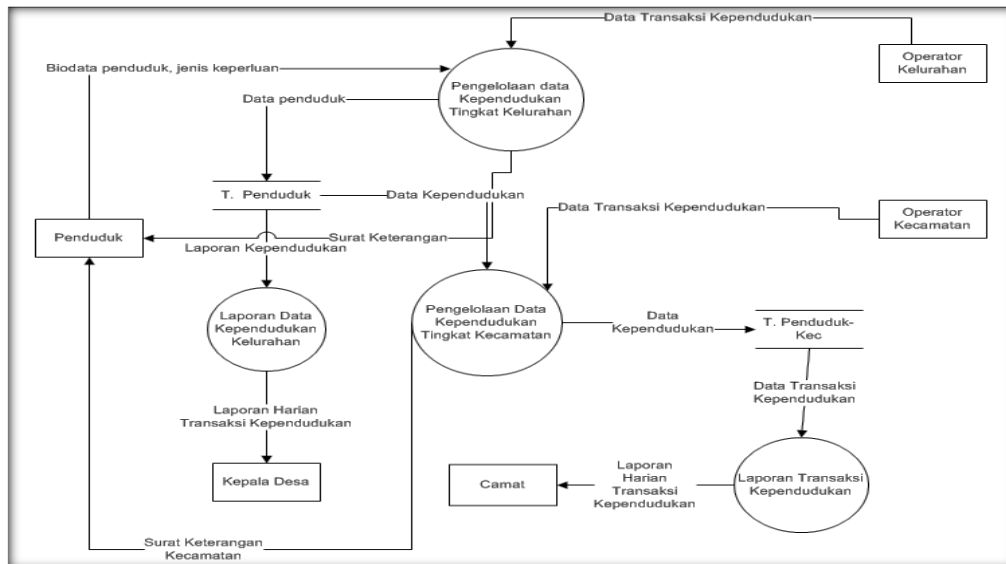 Data Transaksi Kependudukan
Operator
Kelurahan
Biodata penduduk, jenis keperluan
Pengelolaan data
Kependudukan
Tingkat Kelurahan
Data penduduk
T. Penduduk
Data Kependudukan
Data Transaksi Kependudukan
Operator
Kecamatan
Penduduk
Surat Keterangan
Laporan Kependudukan
Laporan Data
Kependudukan
Kelurahan
Pengelolaan Data
Kependudukan
Tingkat Kecamatan
Data
Kependudukan
T. Penduduk-
Kec
Data Transaksi
Kependudukan
Laporan Harian
Transaksi Kependudukan
Kepala Desa
Camat
Laporan
Harian
Transaksi
Kependudukan
Laporan Transaksi
Kependudukan
Surat Keterangan
Kecamatan